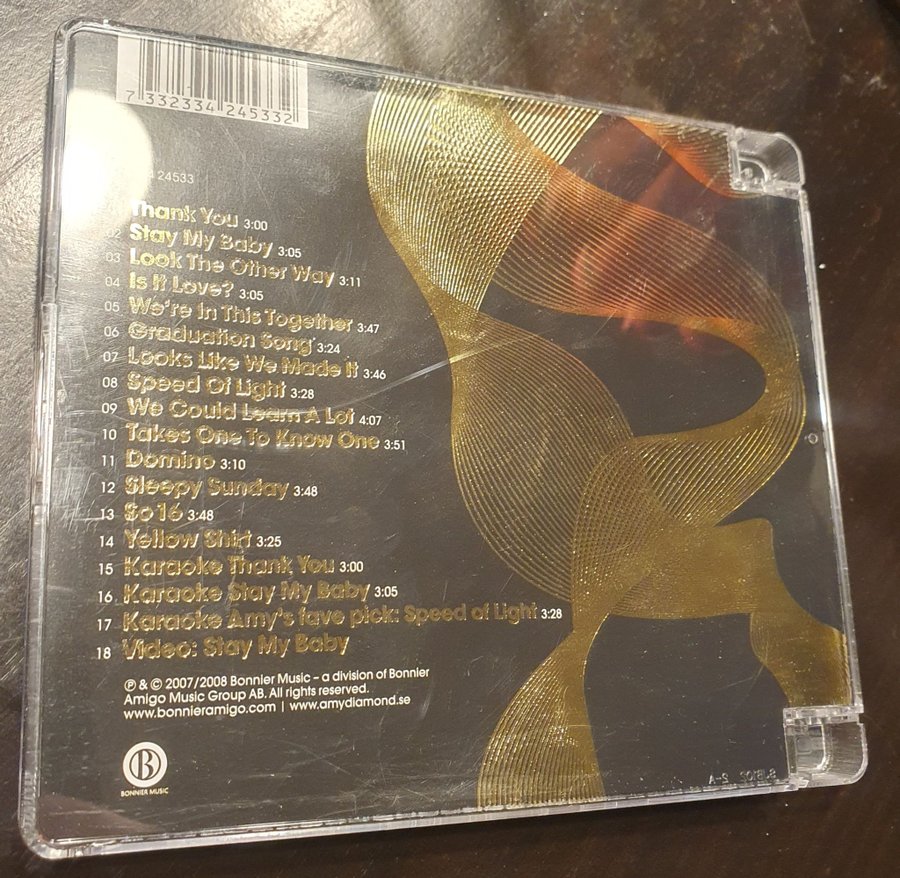 7 332334 245332
24533
Thank You 3:00
Stay My Baby 3:05
03 Look The Other Way 3:11
04 Is It Love? 3:05
05 We're In This Together 3:47
06 Graduation Song 3:24
07 Looks Like We Made It 3:46
08 Speed Of Light 3:28
09 We Could Learn A Lot 4:07
10 Takes One To Know One 3:51
11 Domino 3:10
12 Sleepy Sunday 3:48
13 So 16 3:48
14 Yellow Shirt 3:25
15 Karaoke Thank You 3:00
16 Karaoke Stay My Baby 3:05
17 Karaoke Amy's fave pick: Speed of Light 3:28
18 Video: Stay My Baby
℗ & © 2007/2008 Bonnier Music – a division of Bonnier
Amigo Music Group AB. All rights reserved.
www.bonnieramigo.com | www.amydiamond.se
B
BONNIER MUSIC